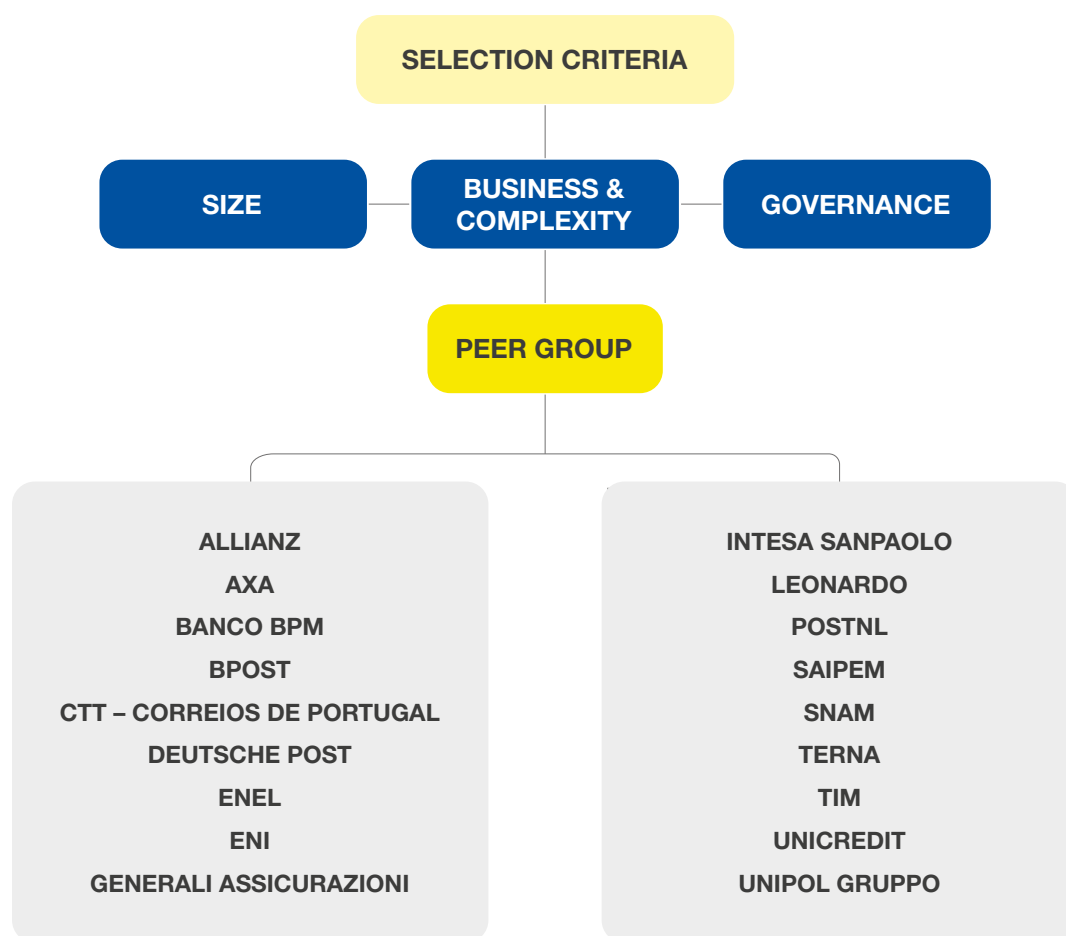 SELECTION CRITERIA
SIZE
BUSINESS &
COMPLEXITY
GOVERNANCE
PEER GROUP
ALLIANZ
AXA
BANCO BPM
BPOST
CTT – CORREIOS DE PORTUGAL
DEUTSCHE POST
ENEL
ENI
GENERALI ASSICURAZIONI
INTESA SANPAOLO
LEONARDO
POSTNL
SAIPEM
SNAM
TERNA
TIM
UNICREDIT
UNIPOL GRUPPO